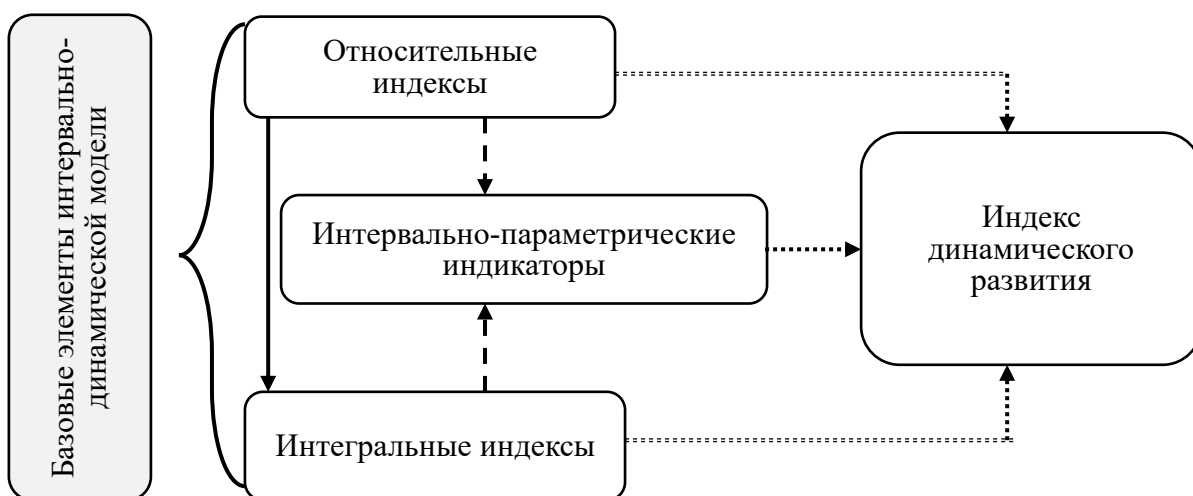 Базовые элементы интервально-
динамической модели
Относительные
индексы
Интервально-параметрические
индикаторы
Интегральные индексы
Индекс
динамического
развития